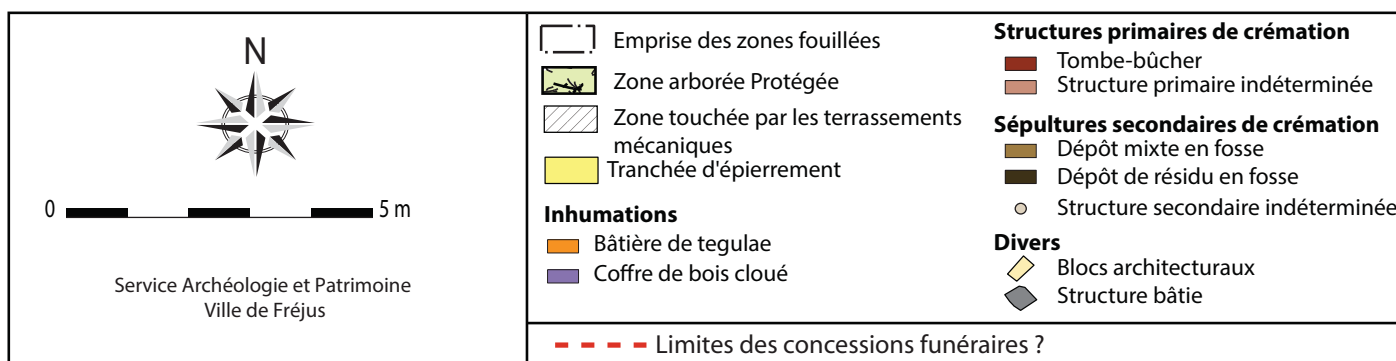 N
0
5 m
Service Archéologie et Patrimoine
Ville de Fréjus
Emprise des zones fouillées
Zone arborée Protégée
Zone touchée par les terrassements
mécaniques
Tranchée d'épierrement
Inhumations
Bâtière de tegulae
Coffre de bois cloué
Structures primaires de crémation
Tombe-bûcher
Structure primaire indéterminée
Sépultures secondaires de crémation
Dépôt mixte en fosse
Dépôt de résidu en fosse
Structure secondaire indéterminée
Divers
Blocs architecturaux
Structure bâtie
Limites des concessions funéraires ?